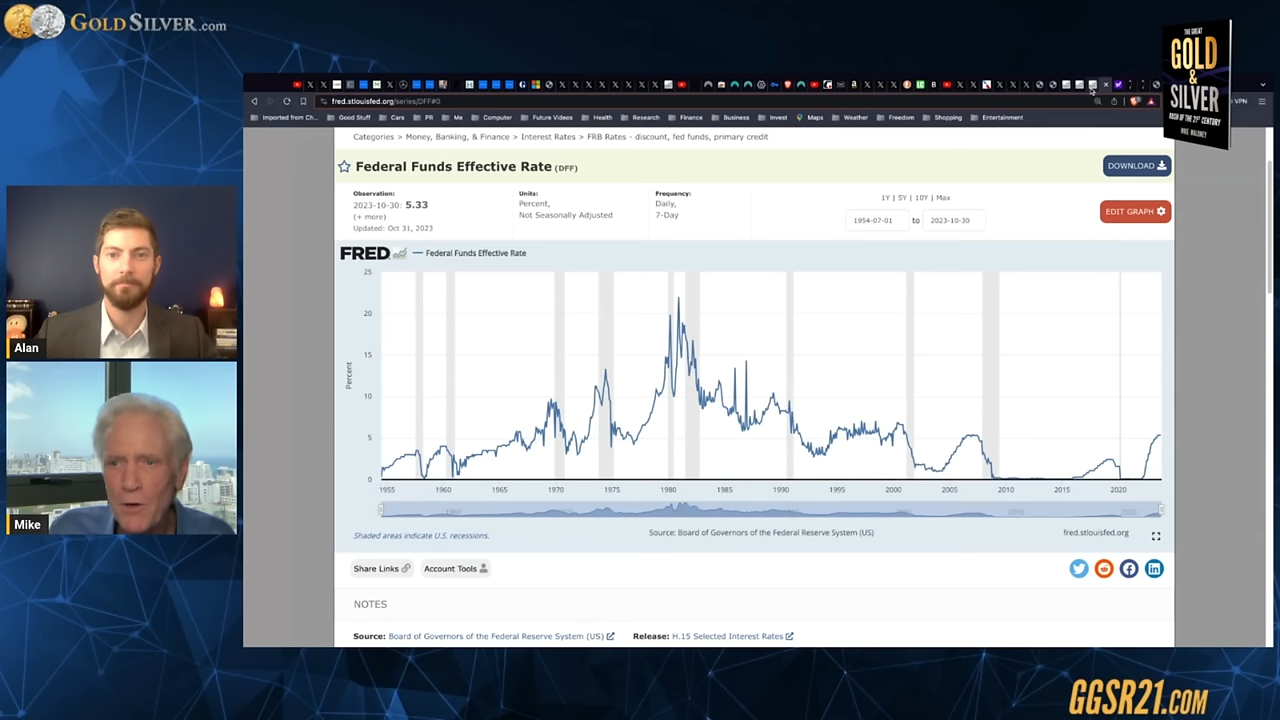 GOLDSILVER.com
THE GREAT
GOLD
&
SILVER
RUSH OF THE 21ST CENTURY
MIKE MALONEY
fred.stlouisfed.org/series/DFF#0
VPN
Imported from Ch... Good Stuff Cars PR Me Computer Future Videos Health Research Finance Business Invest Maps Weather Freedom Shopping Entertainment
Categories > Money, Banking, & Finance > Interest Rates > FRB Rates - discount, fed funds, primary credit
Federal Funds Effective Rate (DFF)
DOWNLOAD
Observation:
2023-10-30: 5.33
(+ more)
Updated: Oct 31, 2023
Units:
Percent,
Not Seasonally Adjusted
Frequency:
Daily,
7-Day
1Y | 5Y | 10Y | Max
1954-07-01 to 2023-10-30
EDIT GRAPH
FRED
Federal Funds Effective Rate
25
20
15
10
5
0
Percent
1955 1960 1965 1970 1975 1980 1985 1990 1995 2000 2005 2010 2015 2020
Shaded areas indicate U.S. recessions.
Source: Board of Governors of the Federal Reserve System (US)
fred.stlouisfed.org
Share Links
Account Tools
NOTES
Source: Board of Governors of the Federal Reserve System (US)
Release: H.15 Selected Interest Rates
Alan
Mike
GGSR21.COM